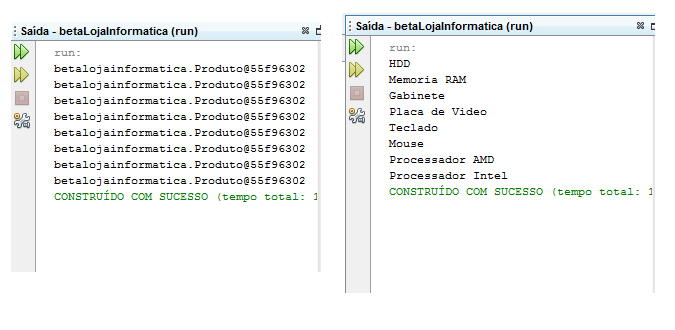 Saída - betaLojaInformatica (run)
run:
betalojainformatica.Produto@55f96302
betalojainformatica.Produto@55f96302
betalojainformatica.Produto@55f96302
betalojainformatica.Produto@55f96302
betalojainformatica.Produto@55f96302
betalojainformatica.Produto@55f96302
betalojainformatica.Produto@55f96302
betalojainformatica.Produto@55f96302
CONSTRUÍDO COM SUCESSO (tempo total: 1
Saída - betaLojaInformatica (run)
run:
HDD
Memoria RAM
Gabinete
Placa de Video
Teclado
Mouse
Processador AMD
Processador Intel
CONSTRUÍDO COM SUCESSO (tempo total: 1